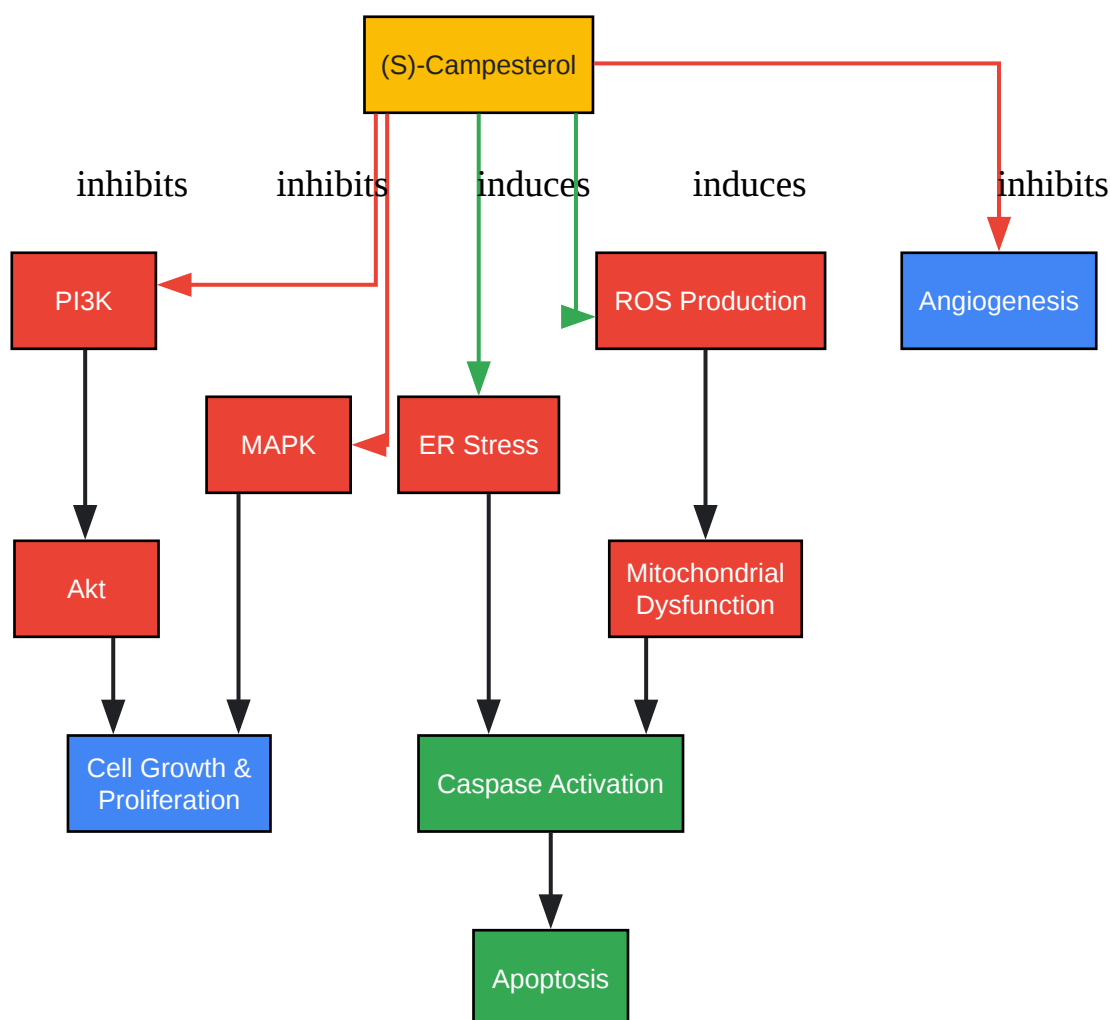 (S)-Campesterol
inhibits
inhibits
induces
induces
inhibits
PI3K
ROS Production
Angiogenesis
MAPK
ER Stress
Akt
Mitochondrial
Dysfunction
Cell Growth &
Proliferation
Caspase Activation
Apoptosis